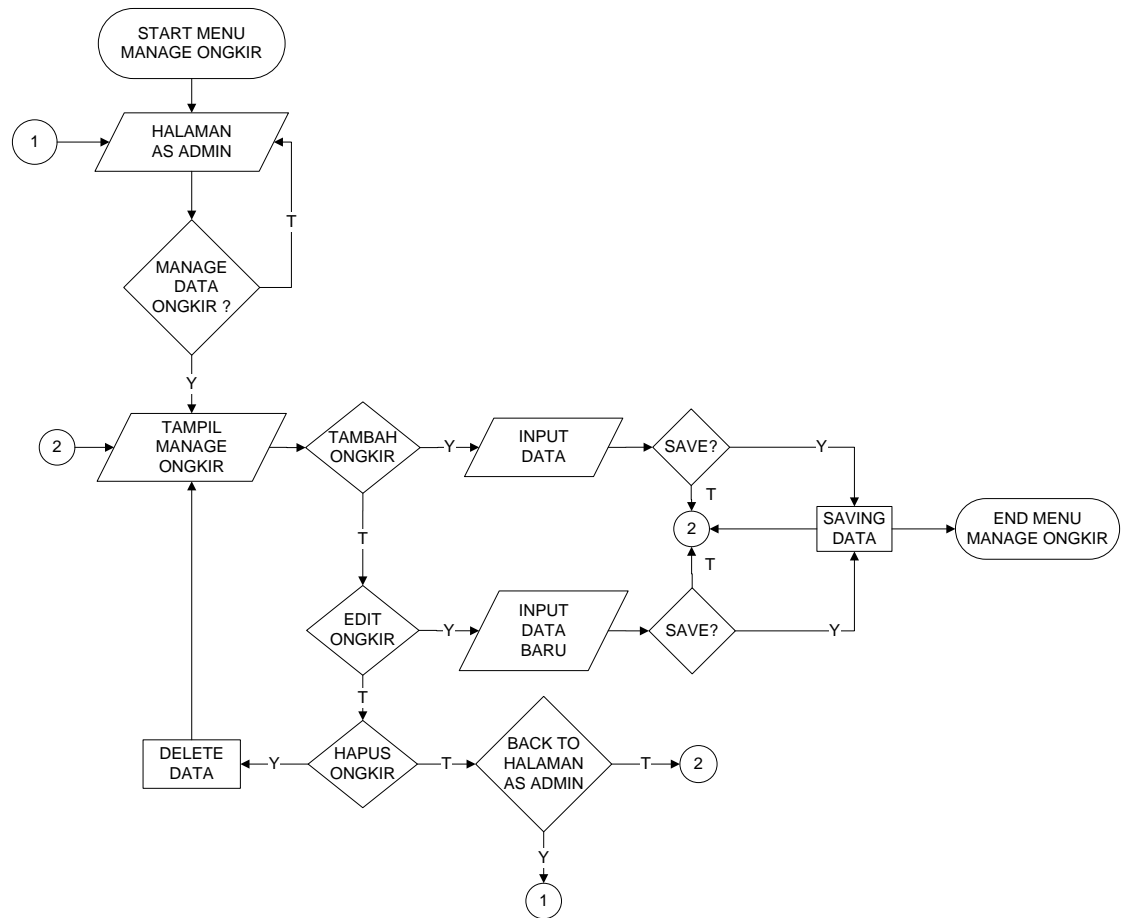 START MENU
MANAGE ONGKIR
1
HALAMAN
AS ADMIN
T
MANAGE
DATA
ONGKIR ?
Y
2
TAMPIL
MANAGE
ONGKIR
TAMBAH
ONGKIR
Y
INPUT
DATA
SAVE?
Y
T
T
2
SAVING
DATA
END MENU
MANAGE ONGKIR
T
EDIT
ONGKIR
Y
INPUT
DATA
BARU
SAVE?
Y
T
DELETE
DATA
Y
HAPUS
ONGKIR
T
BACK TO
HALAMAN
AS ADMIN
T
2
Y
1